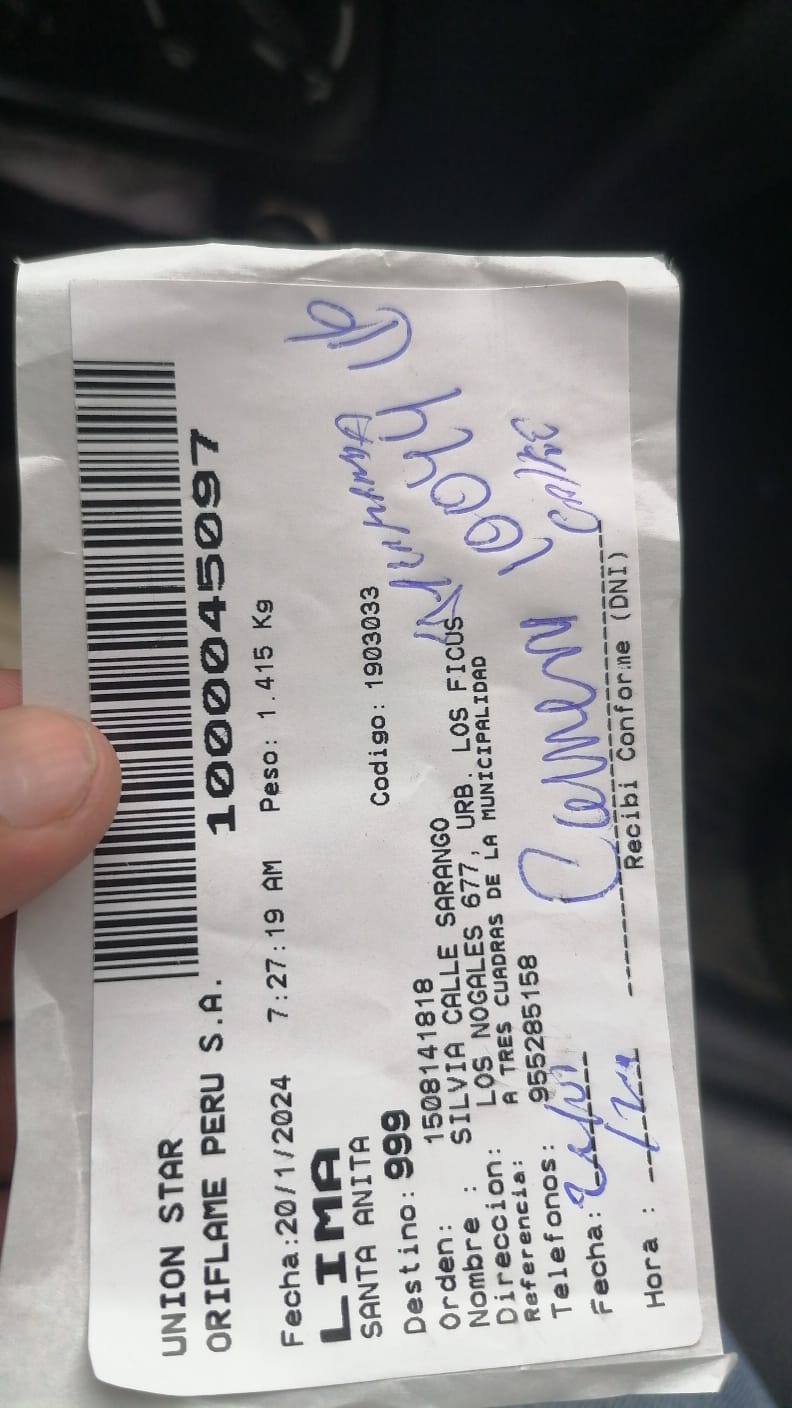 UNION STAR
ORIFLAME PERU S.A. 1000045097
Fecha:20/1/2024 7:27:19 AM Peso: 1.415 Kg
LIMA
SANTA ANITA Codigo: 1903033
Destino: 999
Orden: 1508141818
Nombre : SILVIA CALLE SARANGO
Direccion: LOS NOGALES 677, URB. LOS FICUS
Referencia: A TRES CUADRAS DE LA MUNICIPALIDAD
Telefonos: 955285158
Fecha:
Carmen
Hora :
Recibi Conforme (DNI)